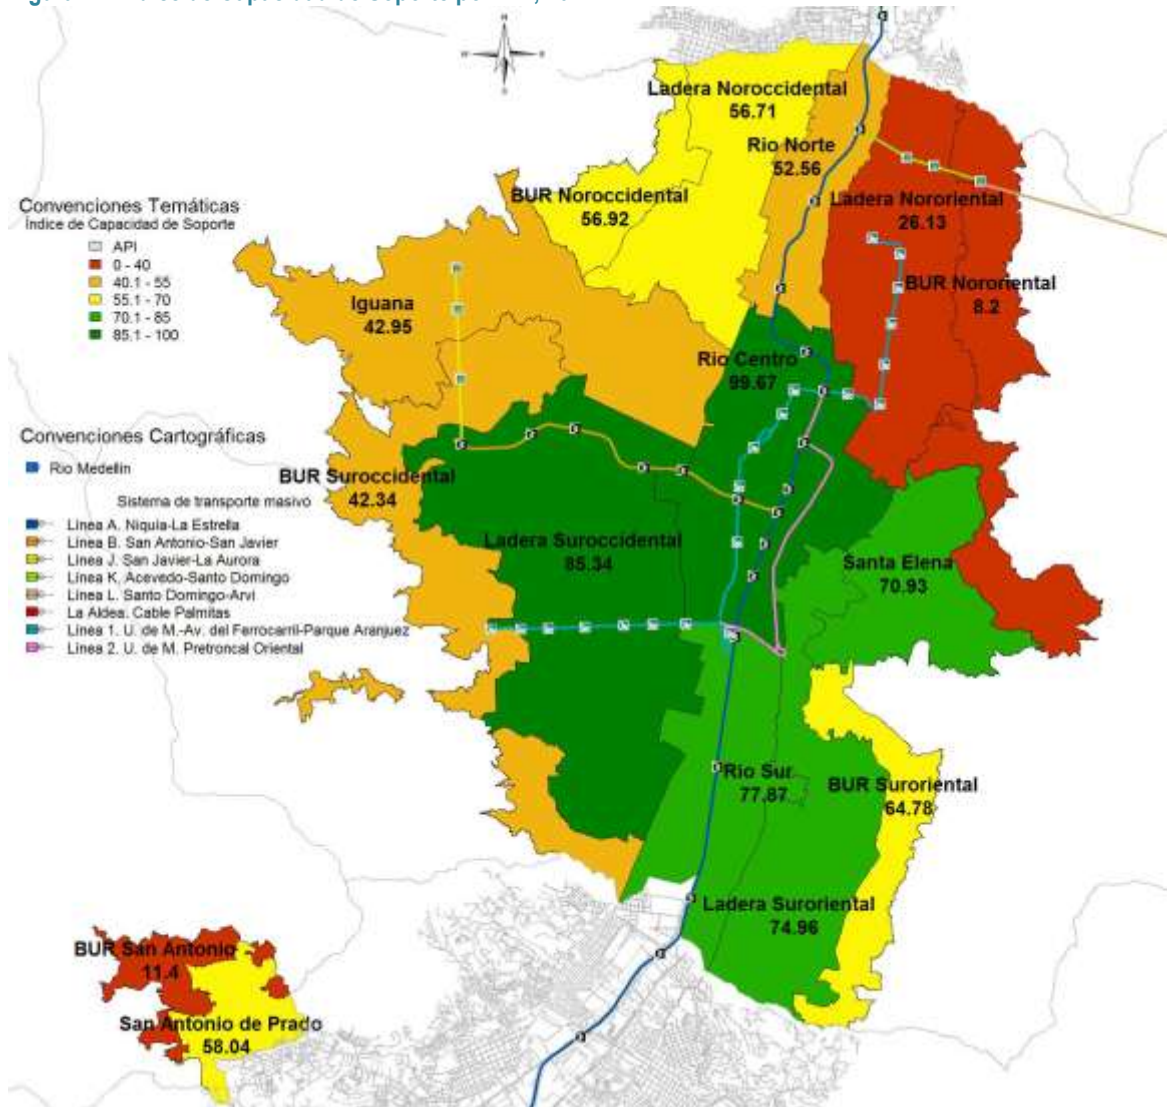 N
Ladera Noroccidental
56.71
Rio Norte
52.56
BUR Noroccidental
56.92
Ladera Nororiental
26.13
Convenciones Temáticas
Índice de Capacidad de Soporte
API
0 - 40
40.1 - 55
55.1 - 70
70.1 - 85
85.1 - 100
BUR Nororiental
8.2
Iguana
42.95
Rio Centro
99.67
Convenciones Cartográficas
Rio Medellin
Sistema de transporte masivo
Linea A. Niquia-La Estrella
Linea B. San Antonio-San Javier
Linea J. San Javier-La Aurora
Linea K. Acevedo-Santo Domingo
Linea L. Santo Domingo-Arvi
La Aldea. Cable Palmitas
Linea 1. U. de M.-Av. del Ferrocarril-Parque Aranjuez
Linea 2. U. de M. Pretroncal Oriental
BUR Suroccidental
42.34
Ladera Suroccidental
85.34
Santa Elena
70.93
Rio Sur
77.87
BUR Suroriental
64.78
Ladera Suroriental
74.96
BUR San Antonio
11.4
San Antonio de Prado
58.04